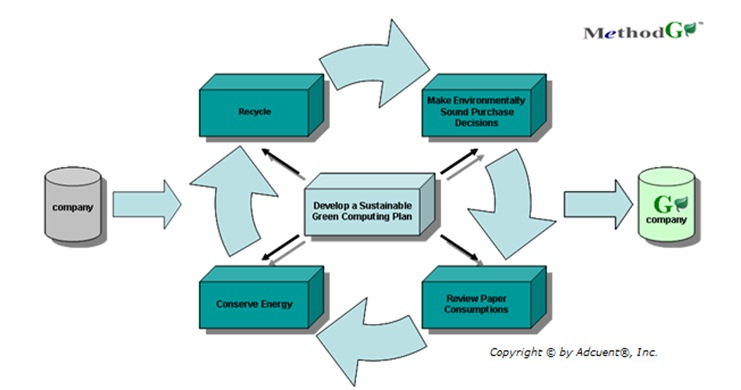 MethodG™
Recycle
Make Environmentally
Sound Purchase
Decisions
company
Develop a Sustainable
Green Computing Plan
G
company
Conserve Energy
Review Paper
Consumptions
Copyright © by Adcuent®, Inc.